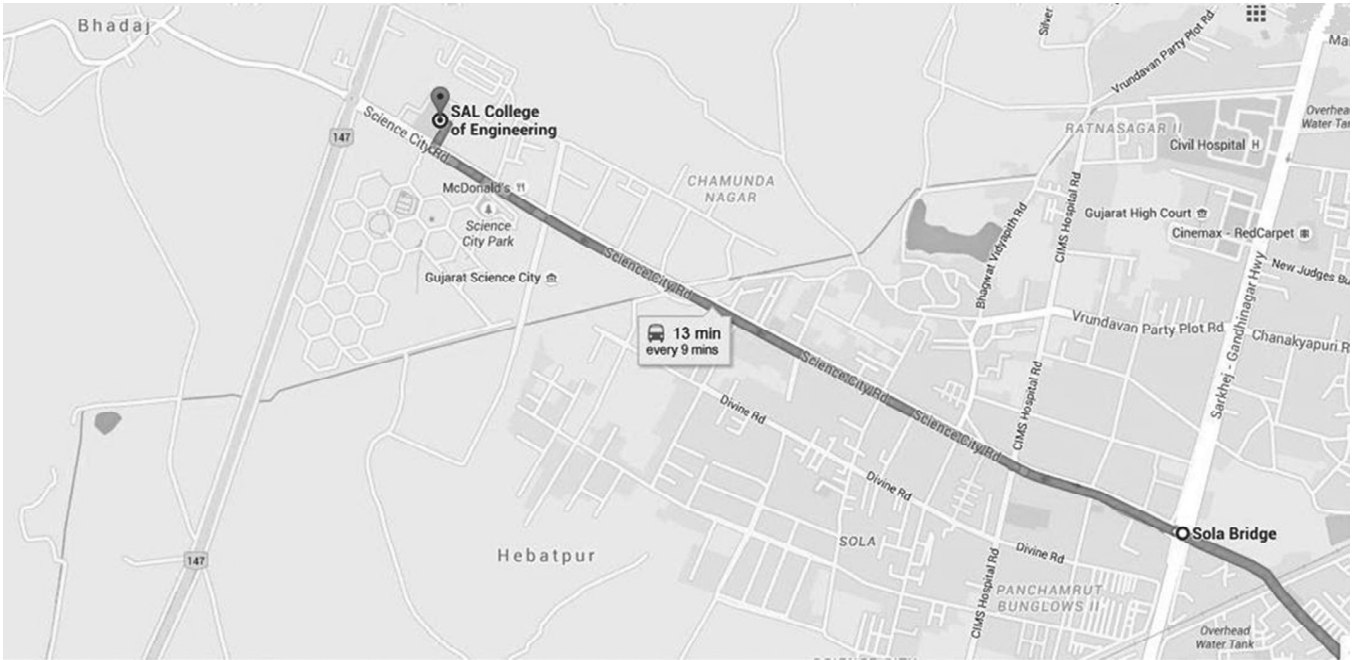 Bhadaj
147
SAL College
of Engineering
Science City Rd
McDonald's
Science
City Park
Gujarat Science City
CHAMUNDA
NAGAR
Science City Rd
13 min
every 9 mins
Silver
Vrundavan Party Plot Rd
RATNASAGAR II
Civil Hospital H
Overhead
Water Tank
Gujarat High Court
Cinemax - RedCarpet
CIMS Hospital Rd
Bhagwat Vidyapith Rd
Vrundavan Party Plot Rd
New Judges Bu
Chanakyapuri R
Sarkhej - Gandhinagar Hwy
Science City Rd
Science City Rd
CIMS Hospital Rd
Divine Rd
Divine Rd
Divine Rd
SOLA
Sola Bridge
Hebatpur
147
CIMS Hospital Rd
PANCHAMRUT
BUNGLOWS II
Overhead
Water Tank